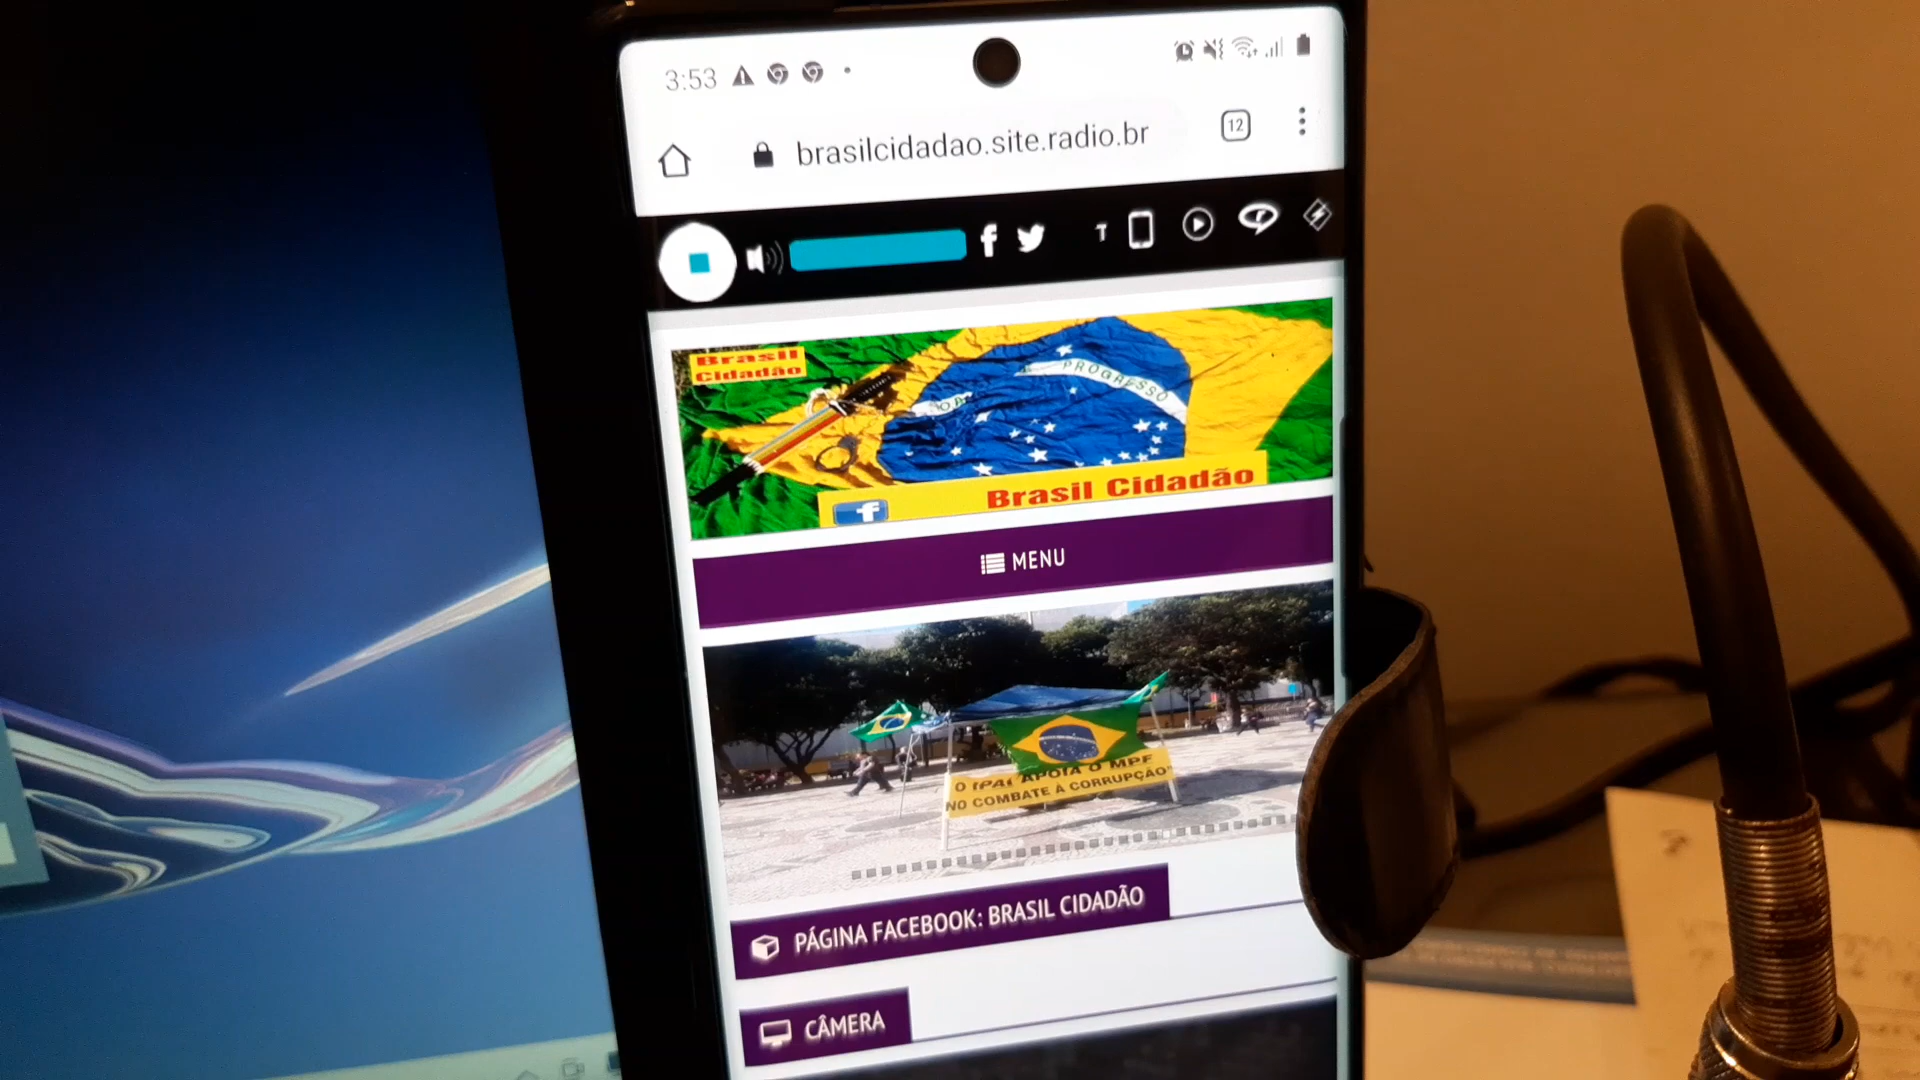 3:53
12
brasilcidadao.site.radio.br
T
Brasil
Cidadão
PROGRESSO
Brasil Cidadão
MENU
O IPAI APOIA O MPF
NO COMBATE À CORRUPÇÃO"
PÁGINA FACEBOOK: BRASIL CIDADÃO
CÂMERA